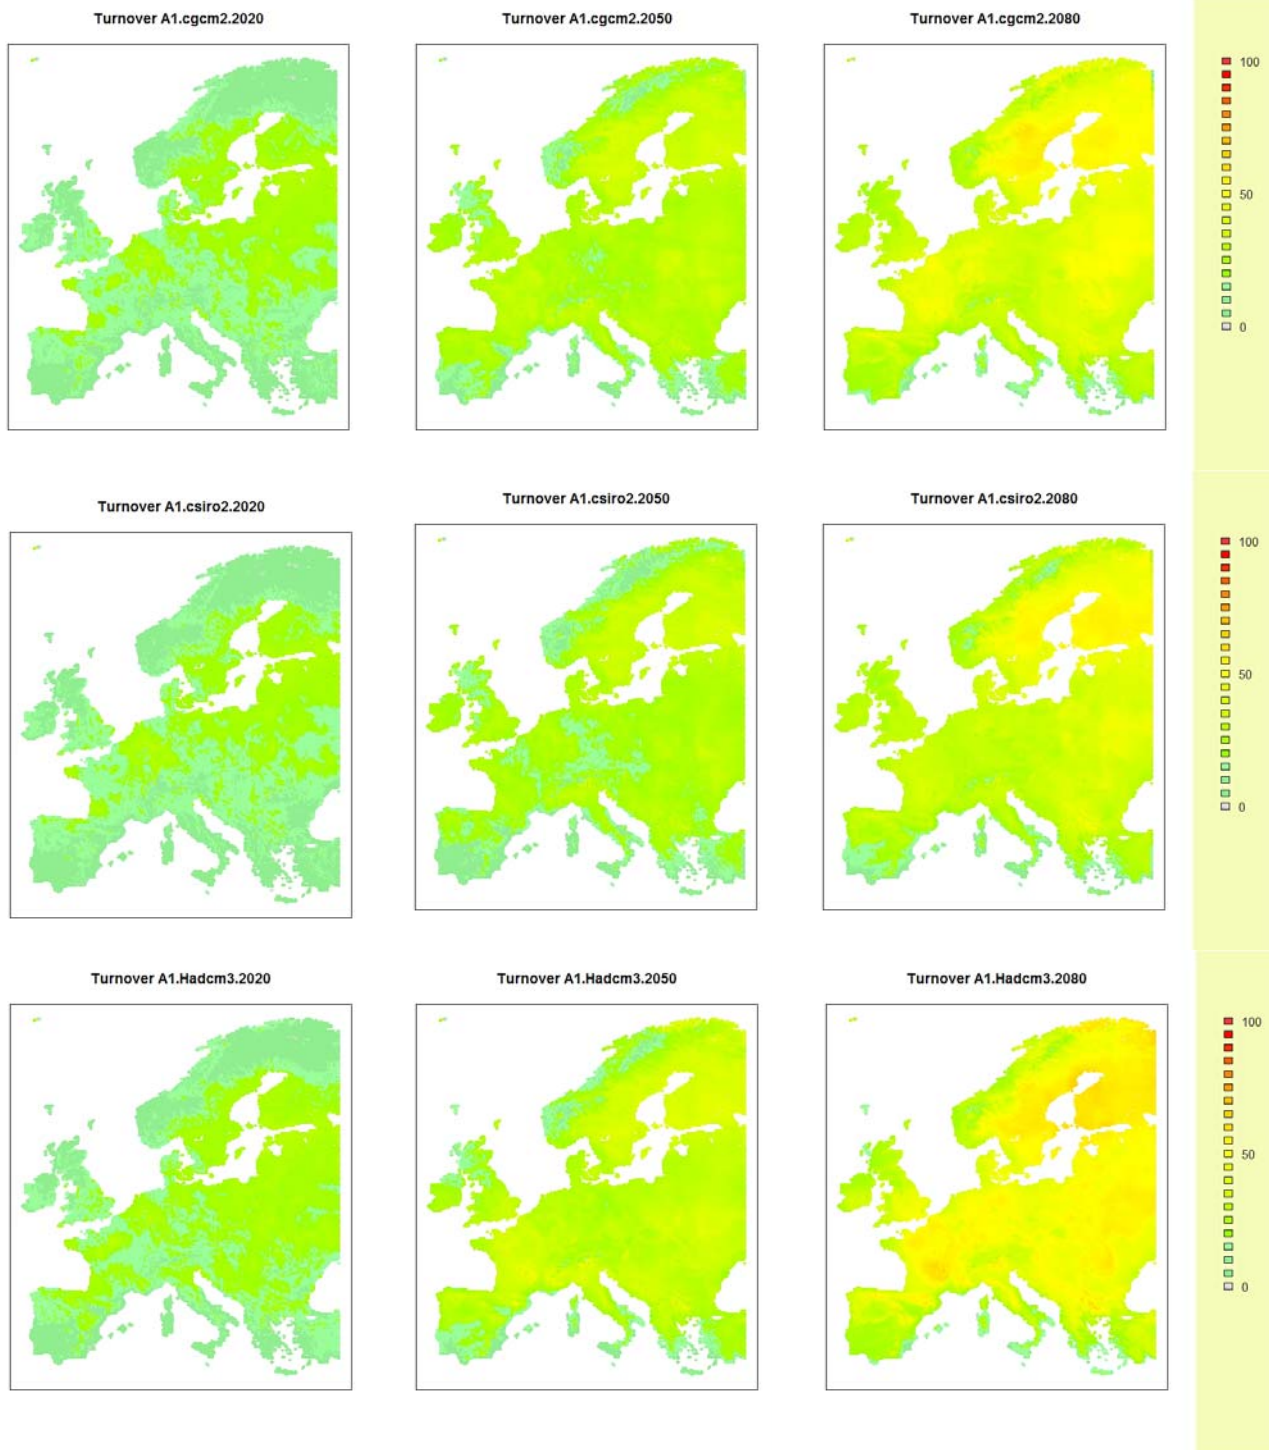 Turnover A1.cgcm2.2020
Turnover A1.cgcm2.2050
Turnover A1.cgcm2.2080
100
50
0
Turnover A1.csiro2.2020
Turnover A1.csiro2.2050
Turnover A1.csiro2.2080
100
50
0
Turnover A1.Hadcm3.2020
Turnover A1.Hadcm3.2050
Turnover A1.Hadcm3.2080
100
50
0